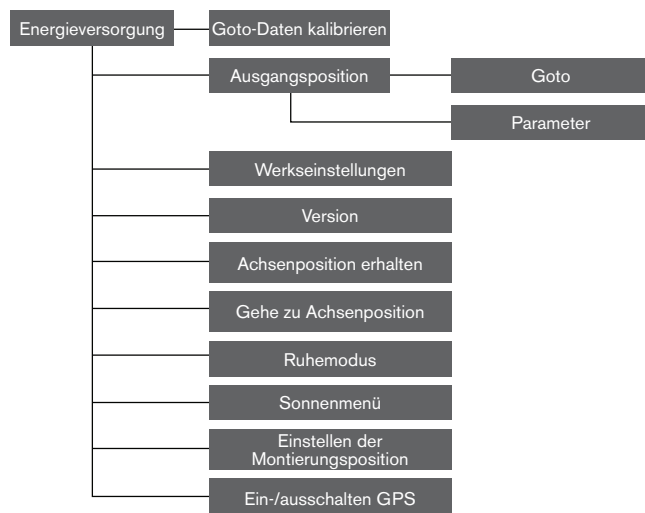 Energieversorgung
Goto-Daten kalibrieren
Ausgangsposition
Goto
Parameter
Werkseinstellungen
Version
Achsenposition erhalten
Gehe zu Achsenposition
Ruhemodus
Sonnenmenü
Einstellen der
Montierungsposition
Ein-/ausschalten GPS